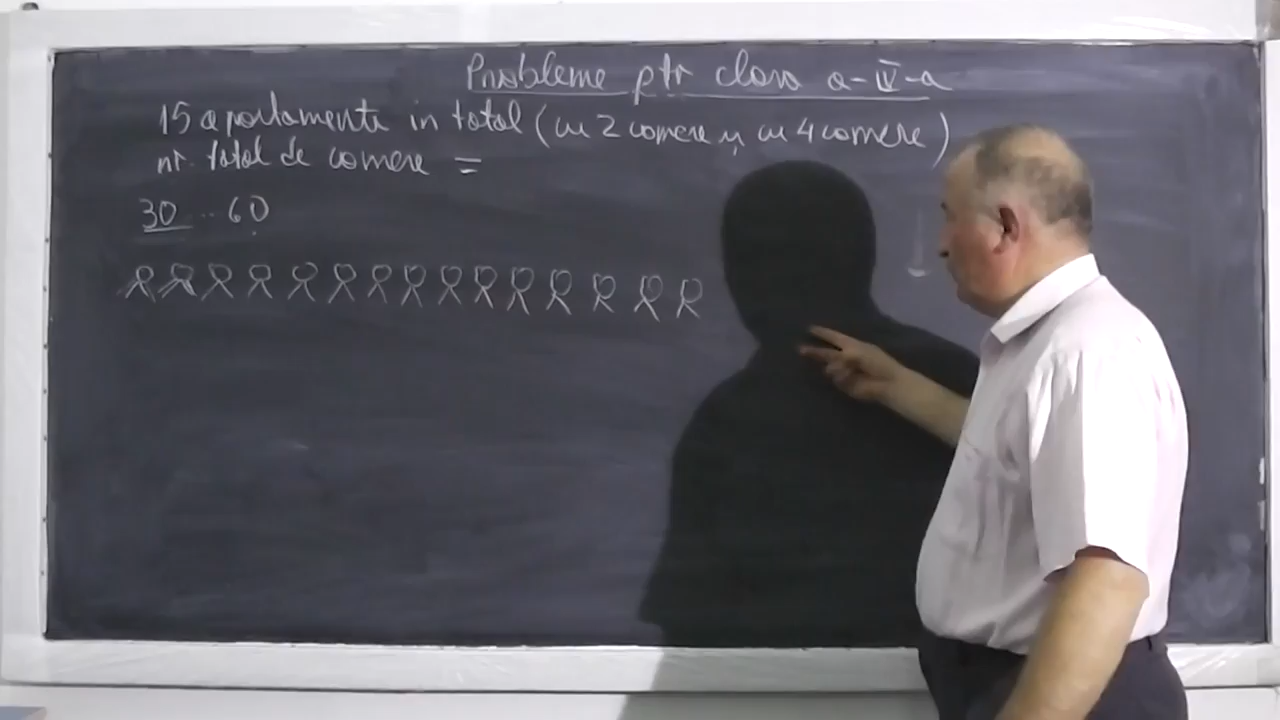 Probleme ptr clasa a-IV-a
15 apartamente in total (cu 2 camere și cu 4 camere)
nr. total de camere =
30 .. 60